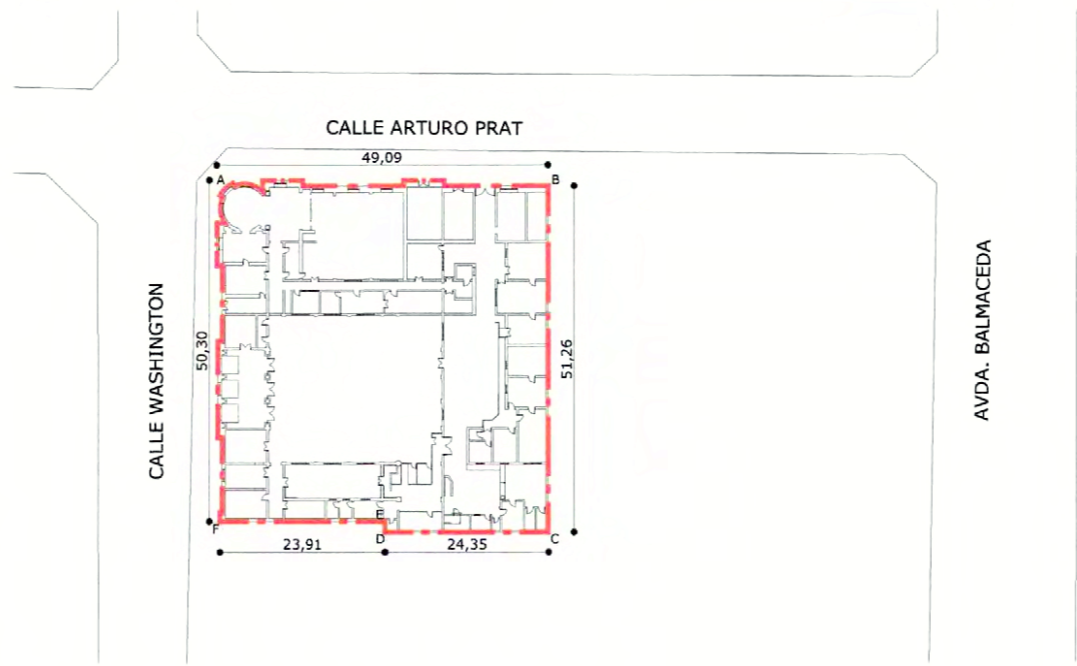 CALLE ARTURO PRAT
49,09
A
B
CALLE WASHINGTON
50,30
51,26
AVDA. BALMACEDA
F
E
D
C
23,91
24,35